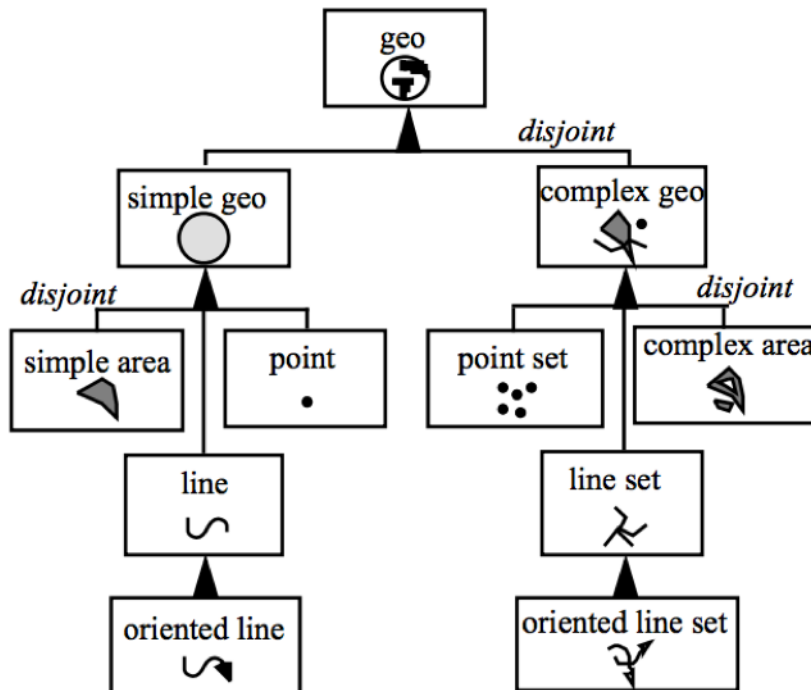 geo
disjoint
simple geo
complex geo
disjoint
disjoint
simple area
point
point set
complex area
line
line set
oriented line
oriented line set